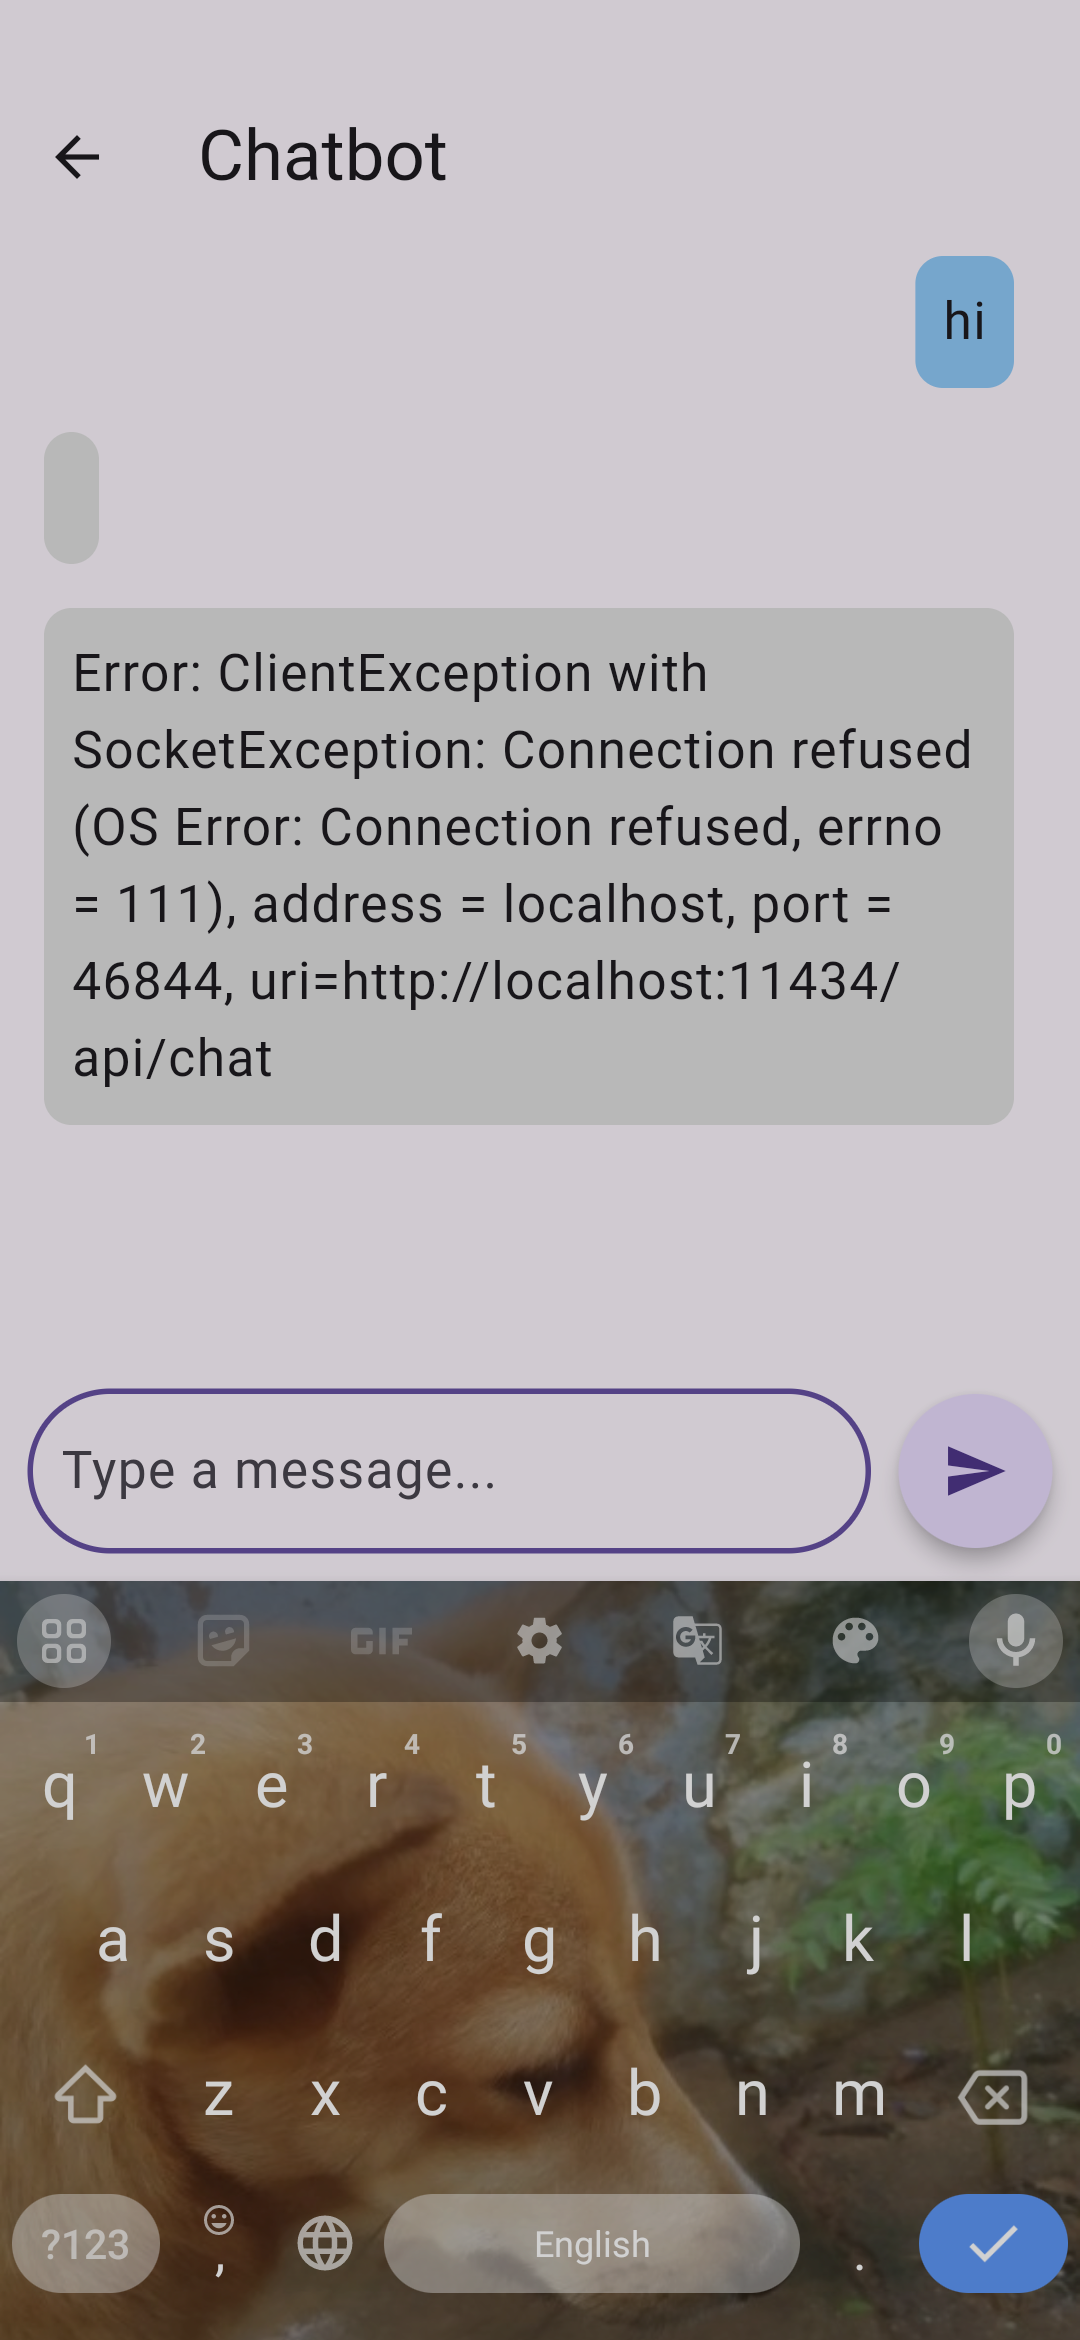 Chatbot
hi
Error: ClientException with
SocketException: Connection refused
(OS Error: Connection refused, errno
= 111), address = localhost, port =
46844, uri=http://localhost:11434/
api/chat
Type a message...
GIF
G文
1 2 3 4 5 6 7 8 9 0
q w e r t y u i o p
a s d f g h j k l
z x c v b n m
?123 , English .